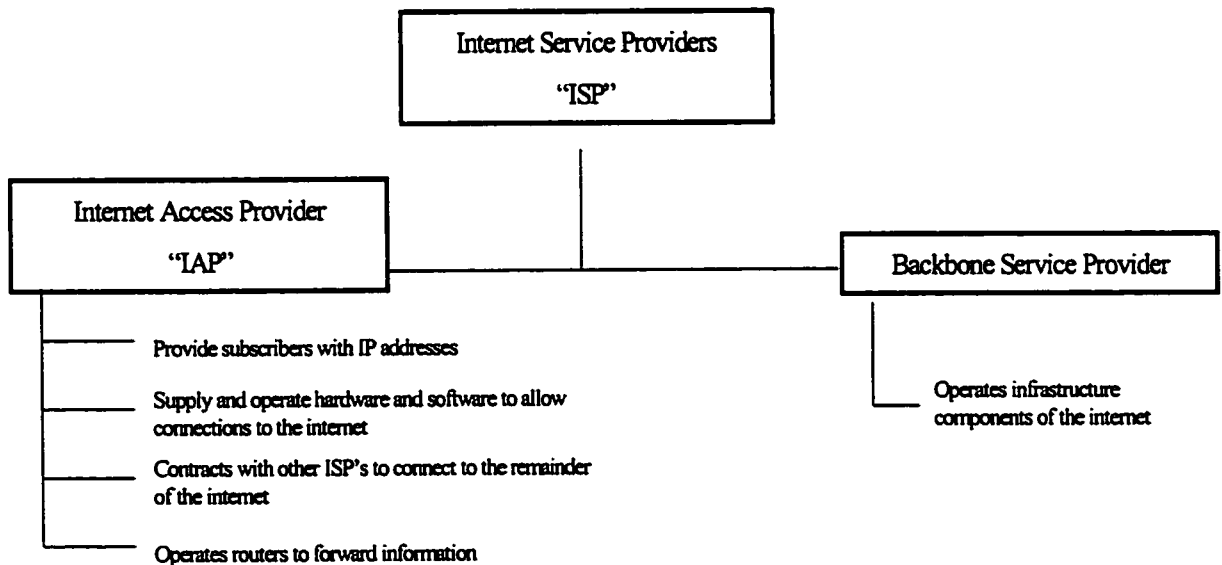 Internet Service Providers
“ISP”
Internet Access Provider
“IAP”
Backbone Service Provider
Provide subscribers with IP addresses
Supply and operate hardware and software to allow
connections to the internet
Contracts with other ISP's to connect to the remainder
of the internet
Operates routers to forward information
Operates infrastructure
components of the internet